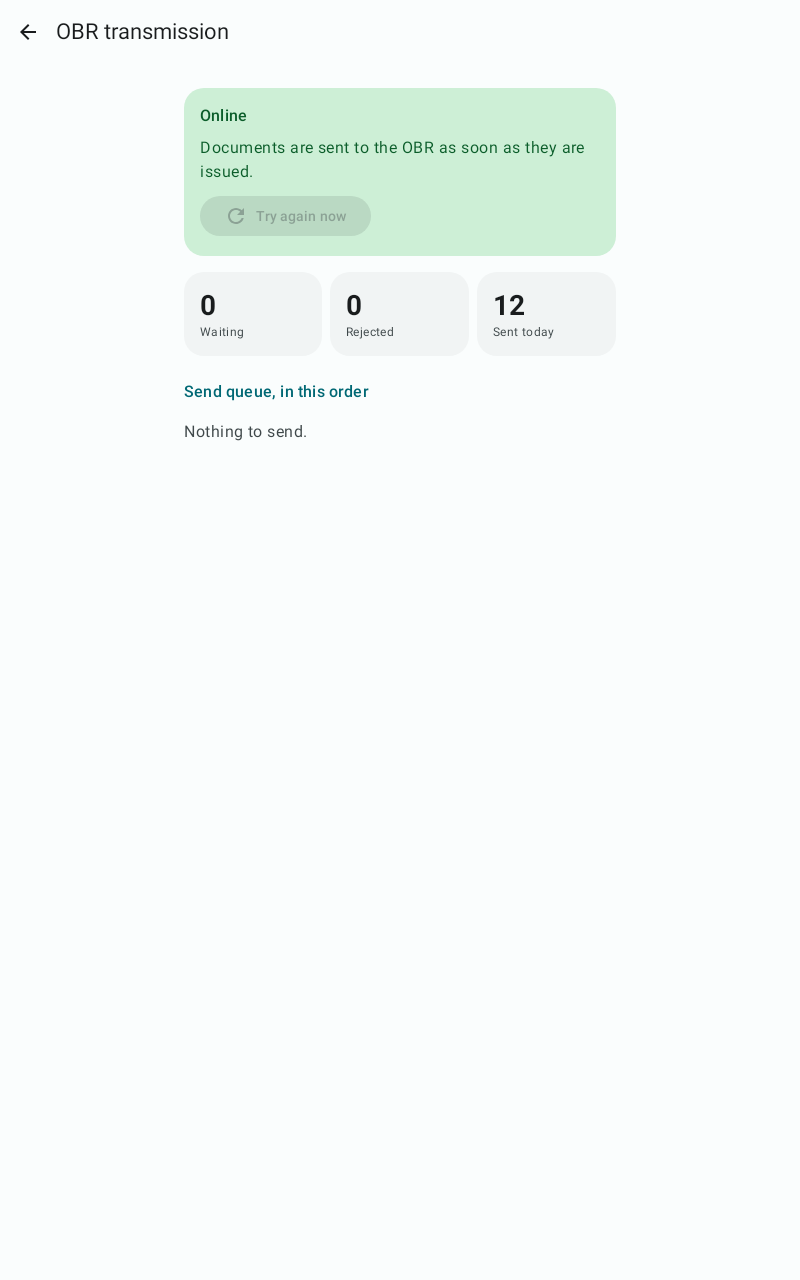 OBR transmission
Online
Documents are sent to the OBR as soon as they are
issued.
Try again now
0
Waiting
0
Rejected
12
Sent today
Send queue, in this order
Nothing to send.